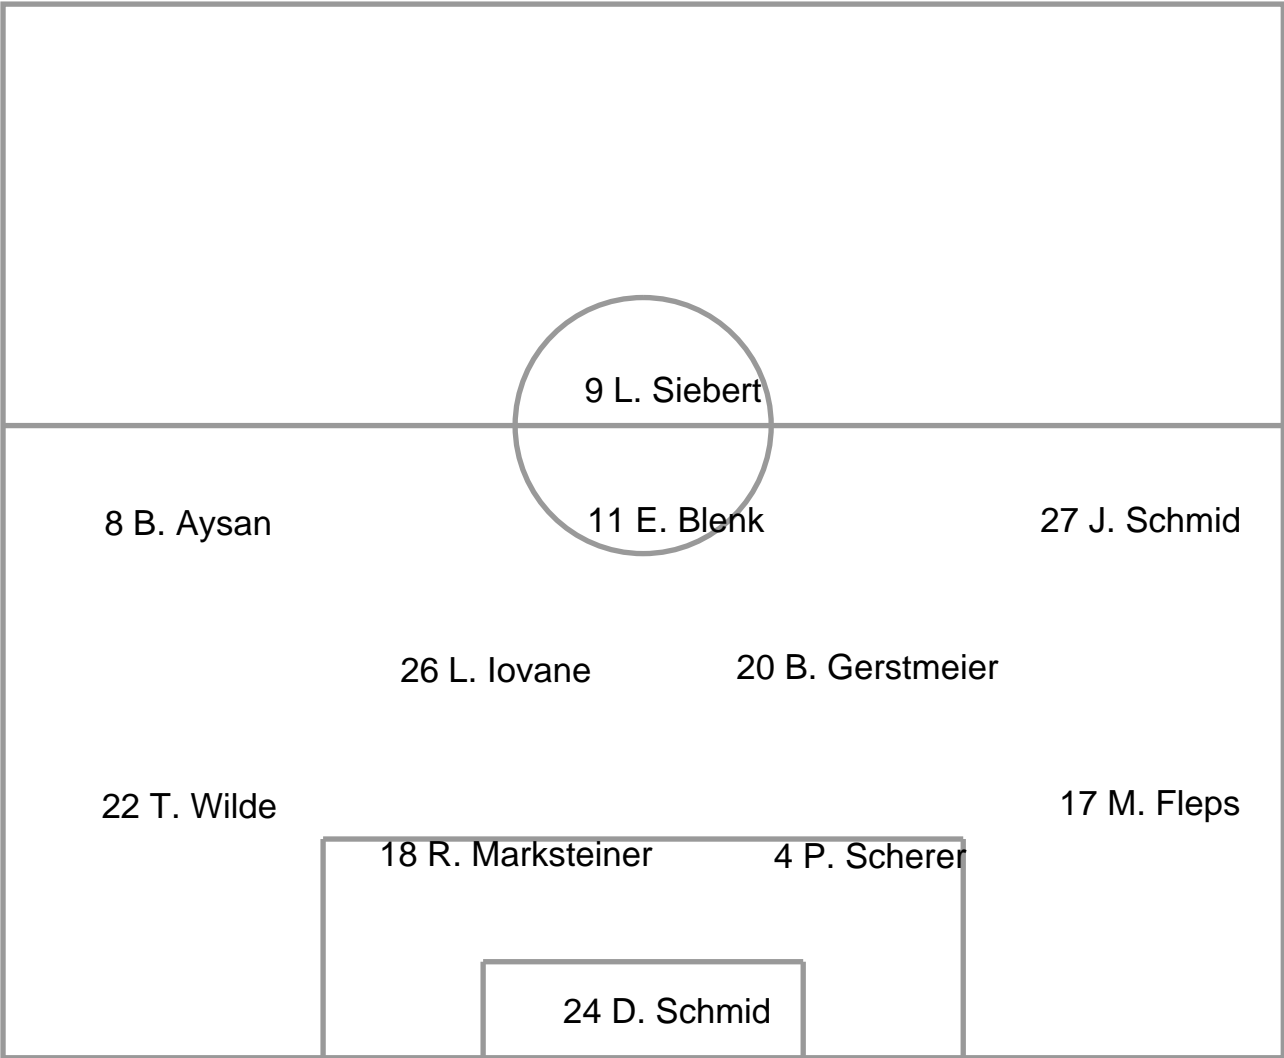 9 L. Siebert
8 B. Aysan
11 E. Blenk
27 J. Schmid
26 L. Iovane
20 B. Gerstmeier
22 T. Wilde
17 M. Fleps
18 R. Marksteiner
4 P. Scherer
24 D. Schmid